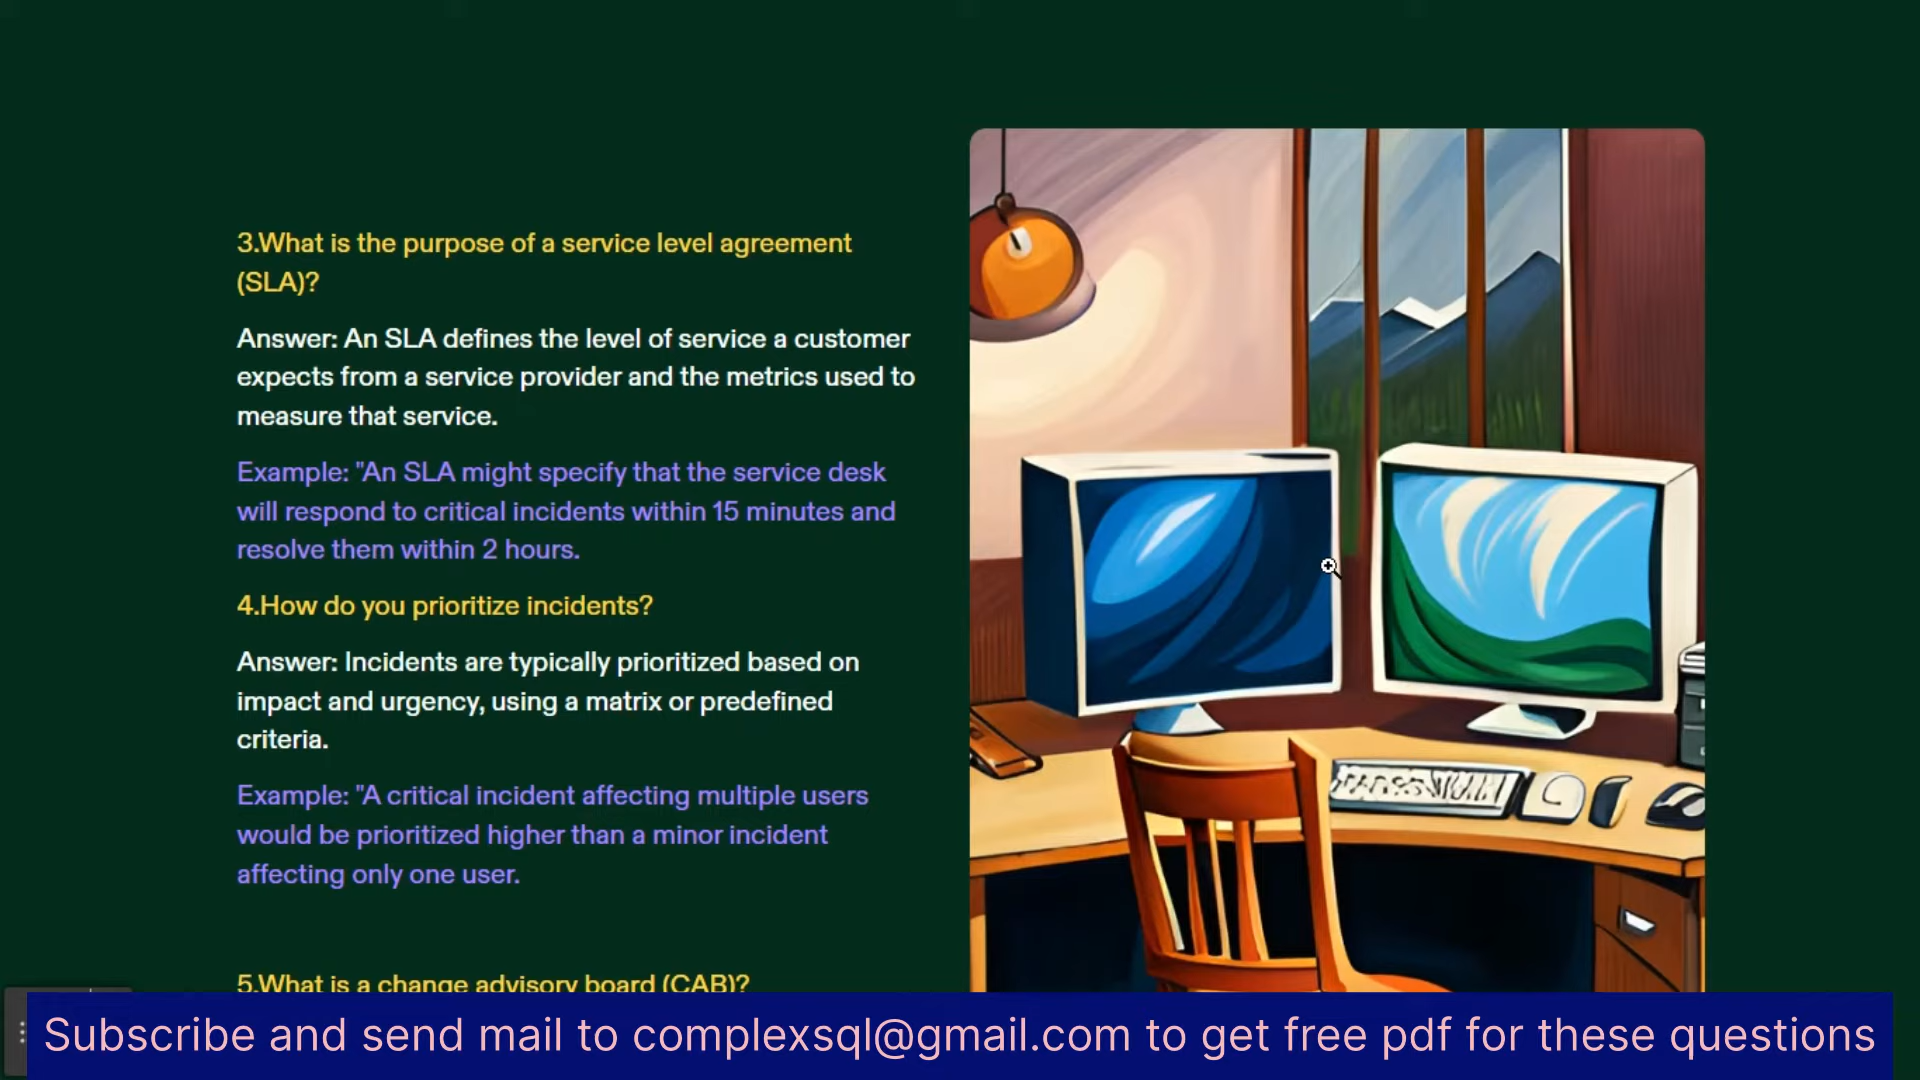 3.What is the purpose of a service level agreement
(SLA)?
Answer: An SLA defines the level of service a customer
expects from a service provider and the metrics used to
measure that service.
Example: "An SLA might specify that the service desk
will respond to critical incidents within 15 minutes and
resolve them within 2 hours.
4.How do you prioritize incidents?
Answer: Incidents are typically prioritized based on
impact and urgency, using a matrix or predefined
criteria.
Example: "A critical incident affecting multiple users
would be prioritized higher than a minor incident
affecting only one user.
5.What is a change advisory board (CAB)?
Subscribe and send mail to complexsql@gmail.com to get free pdf for these questions